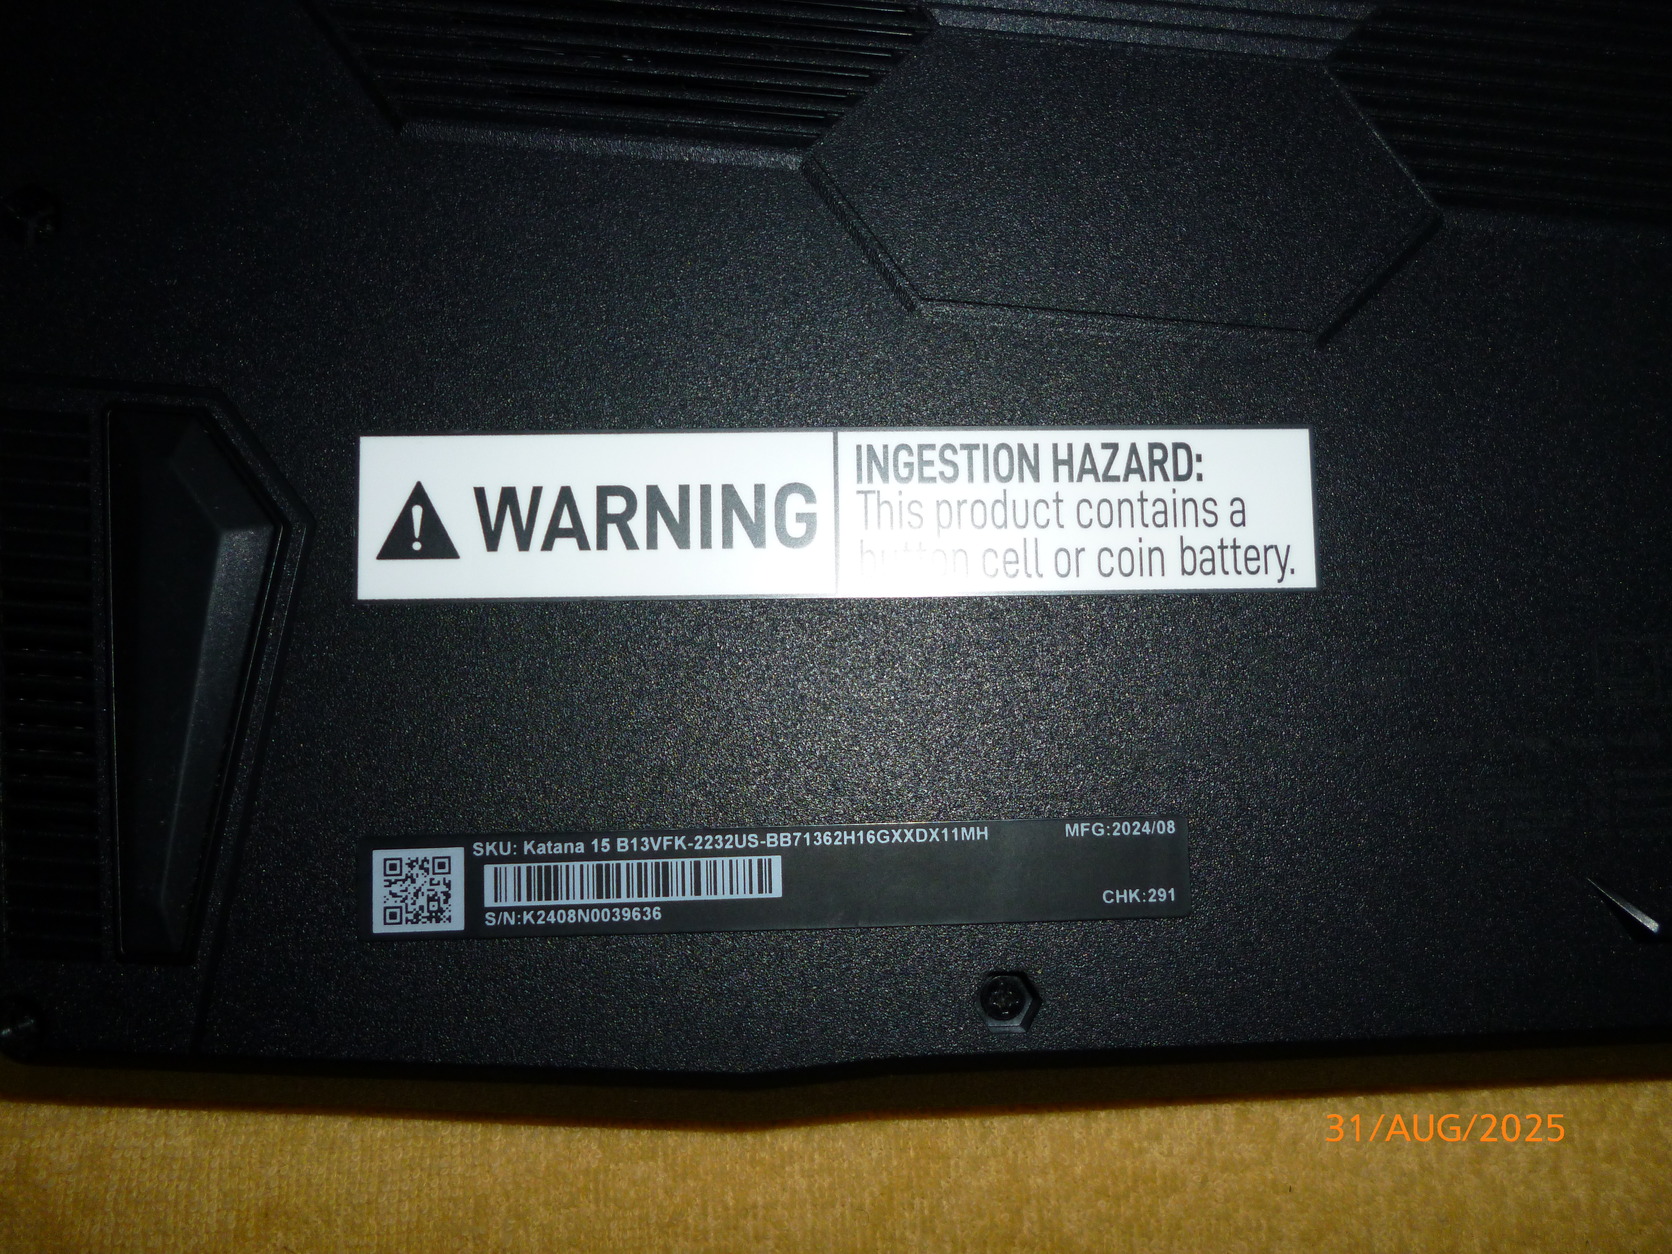 WARNING
INGESTION HAZARD:
This product contains a
button cell or coin battery.
SKU: Katana 15 B13VFK-2232US-BB71362H16GXXDX11MH
MFG:2024/08
CHK:291
S/N:K2408N0039636
31/AUG/2025